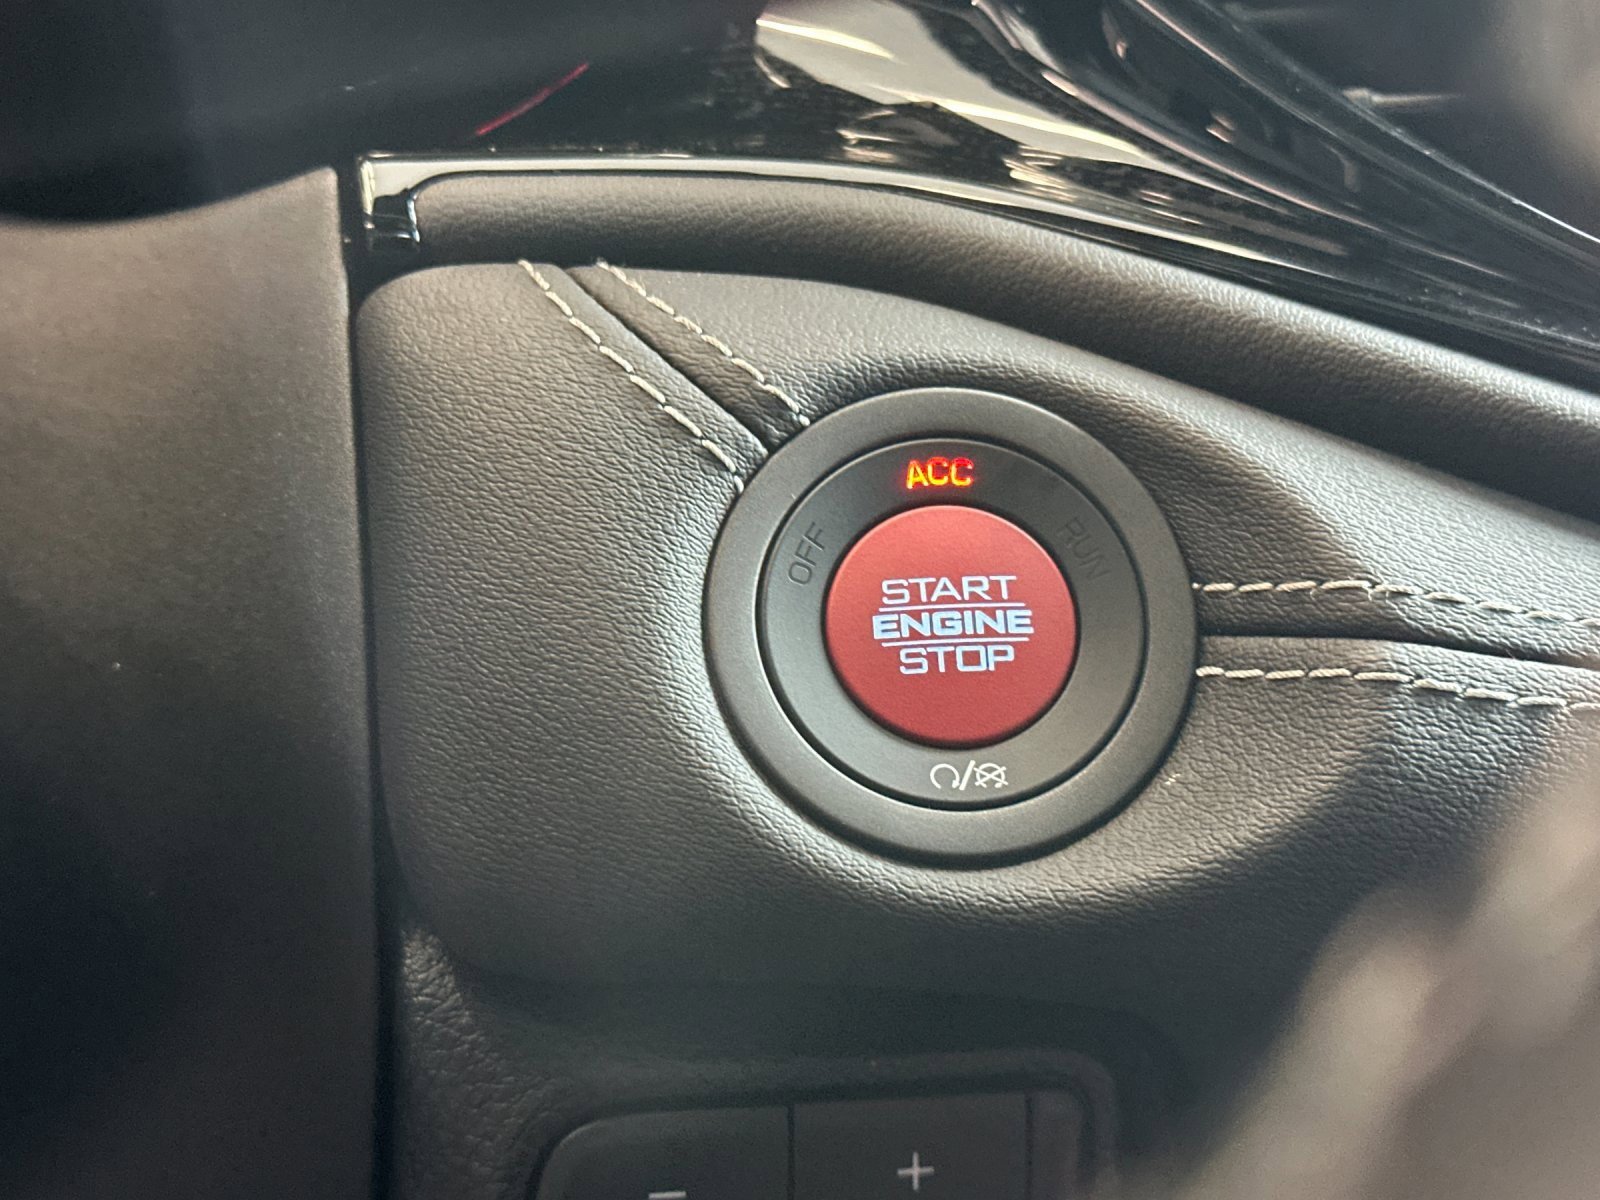 ACC
OFF
RUN
START
ENGINE
STOP
- +